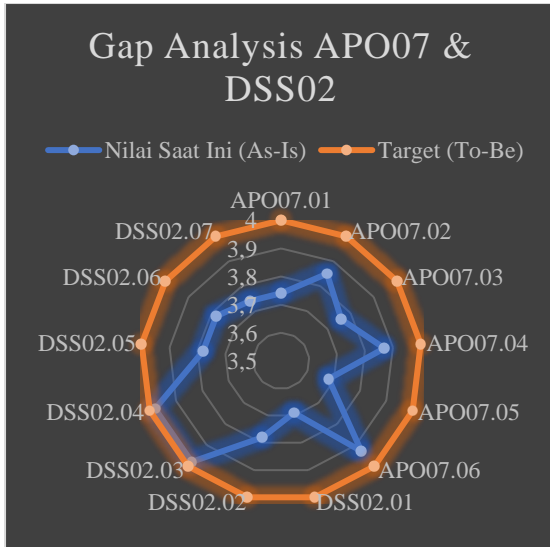 Gap Analysis APO07 &
DSS02
Nilai Saat Ini (As-Is)
Target (To-Be)
APO07.01
APO07.02
APO07.03
APO07.04
APO07.05
APO07.06
DSS02.01
DSS02.02
DSS02.03
DSS02.04
DSS02.05
DSS02.06
DSS02.07
4
3,9
3,8
3,7
3,6
3,5